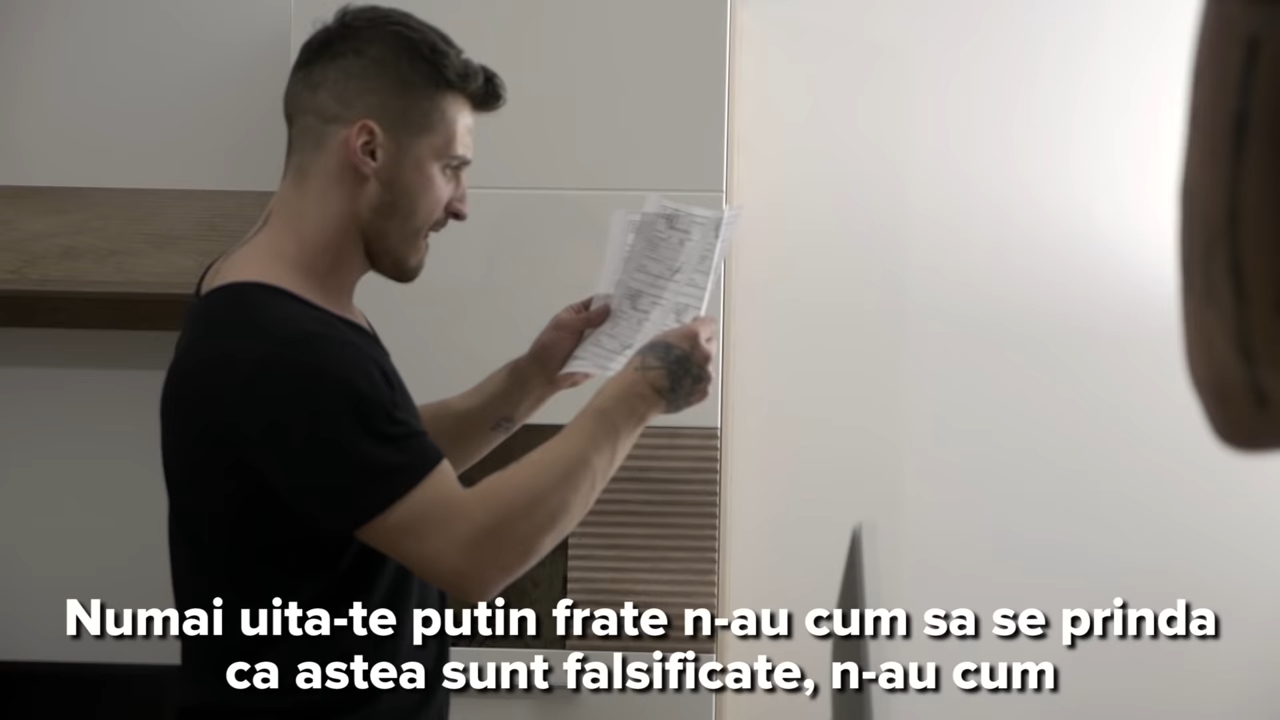 Numai uita-te putin frate n-au cum sa se prinda
ca astea sunt falsificate, n-au cum